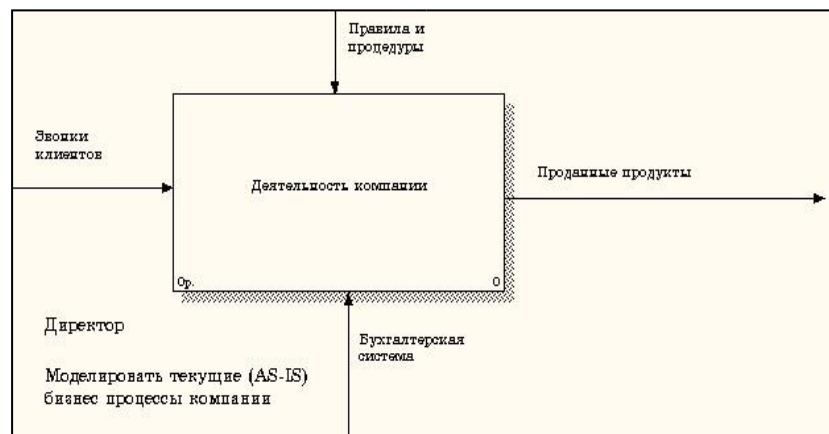 Правила и
процедуры
Звонки
клиентов
Деятельность компании
Проданные продукты
0р.
0
Директор
Бухгалтерская
система
Моделировать текущие (AS-IS)
бизнес процессы компании